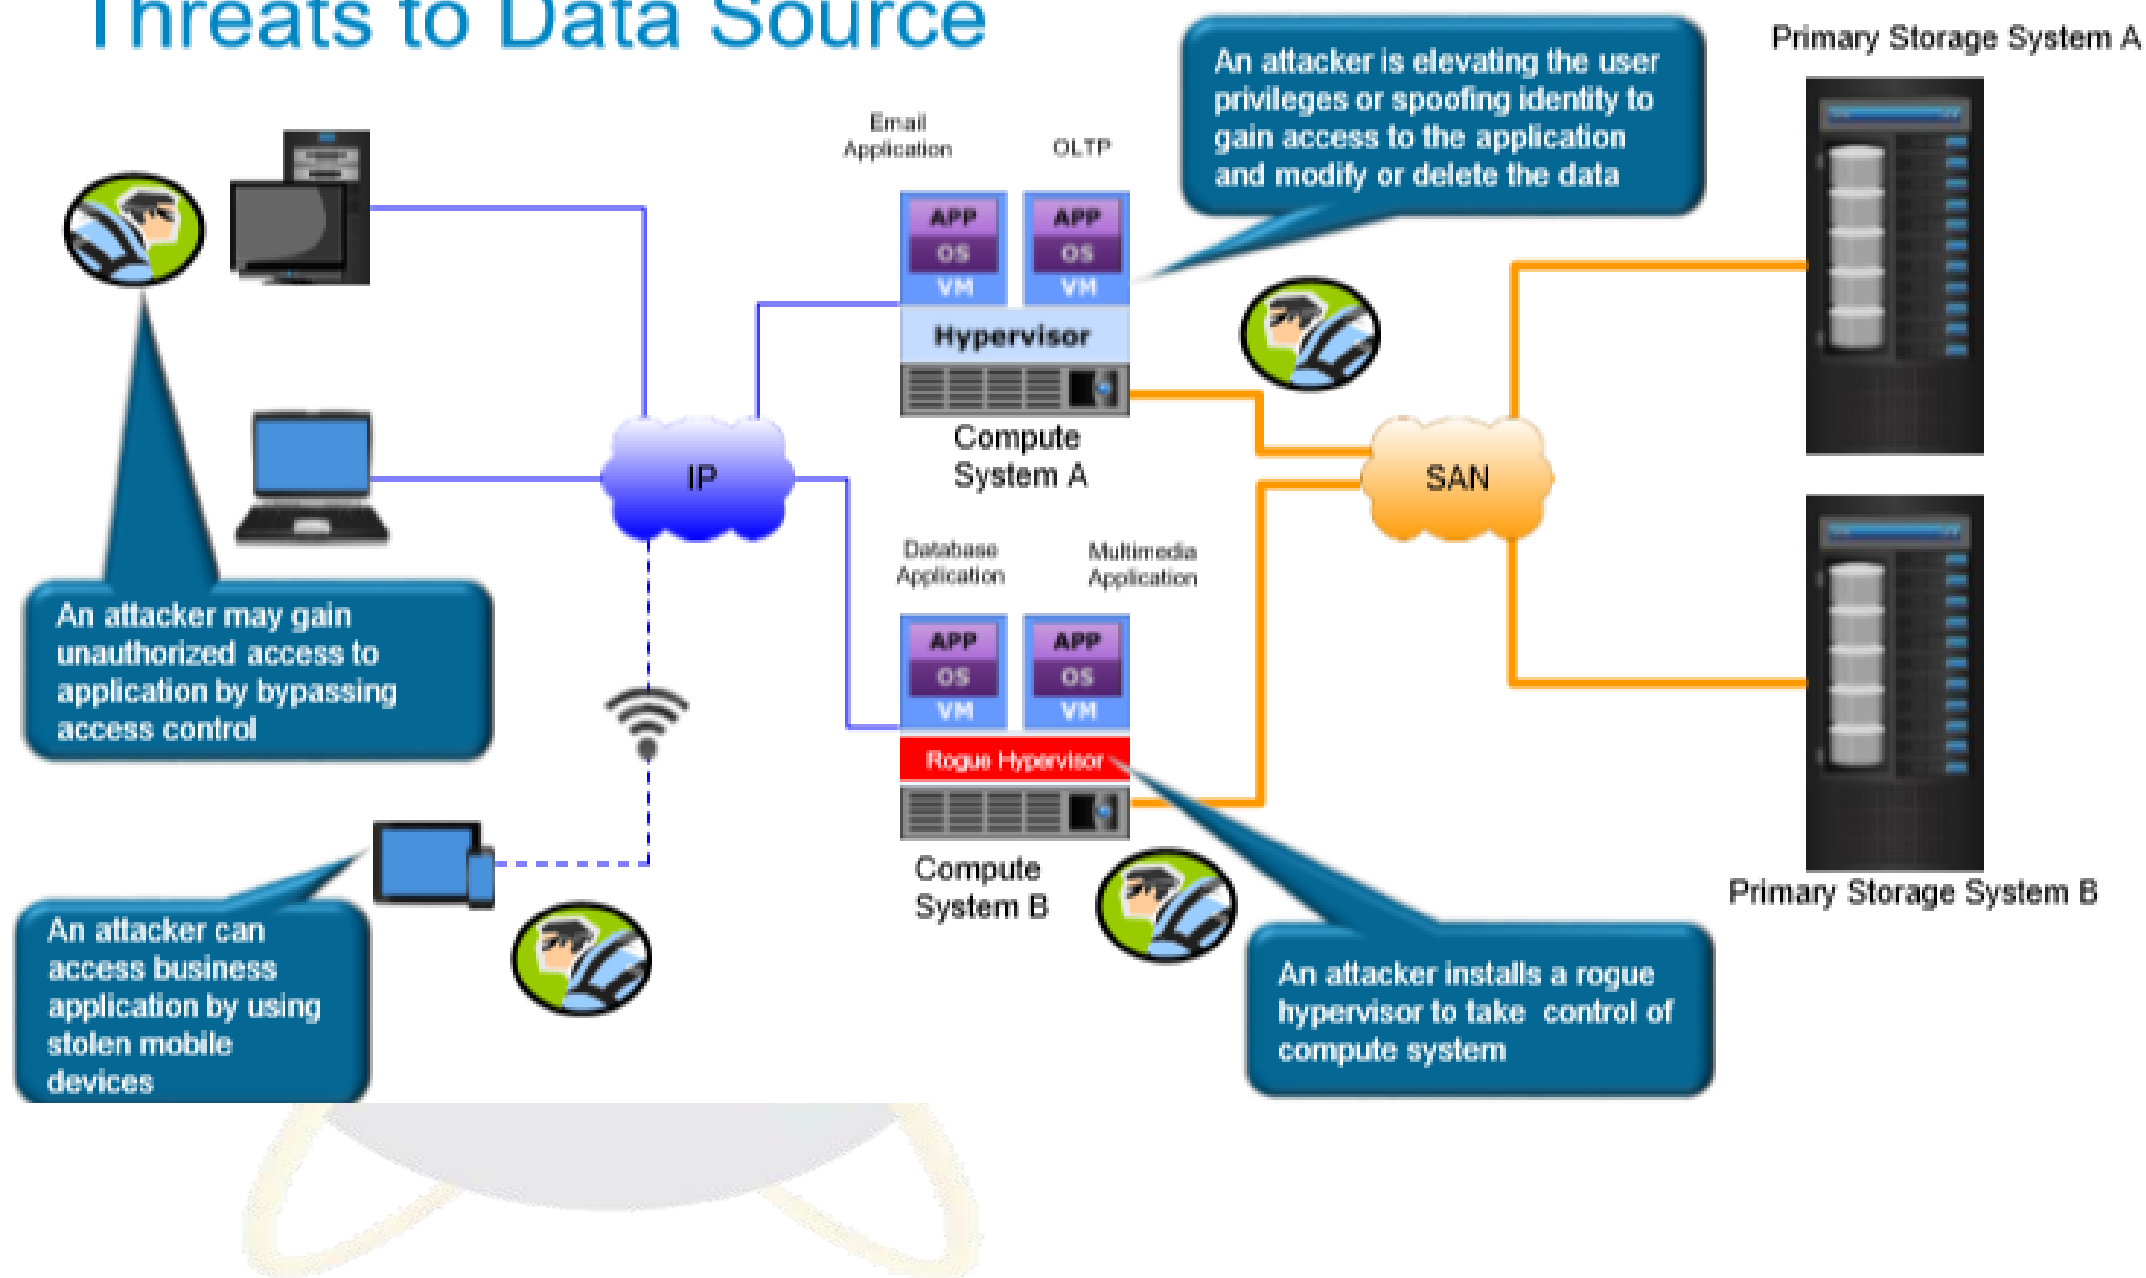 Threats to Data Source
An attacker is elevating the user
privileges or spoofing identity to
gain access to the application
and modify or delete the data
Primary Storage System A
Email
Application
OLTP
APP
OS
VM
APP
OS
VM
Hypervisor
Compute
System A
IP
SAN
An attacker may gain
unauthorized access to
application by bypassing
access control
Database
Application
Multimedia
Application
APP
OS
VM
APP
OS
VM
Rogue Hypervisor
Compute
System B
Primary Storage System B
An attacker can
access business
application by using
stolen mobile
devices
An attacker installs a rogue
hypervisor to take control of
compute system